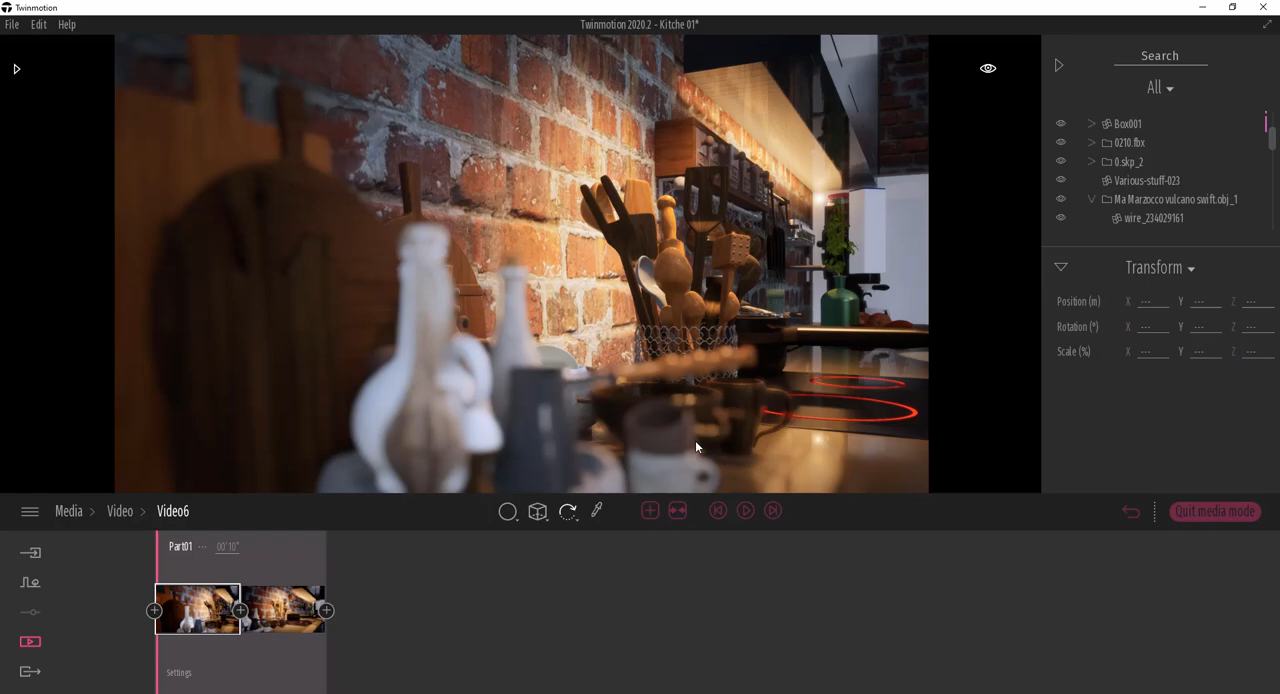 Twinmotion
File Edit Help
Twinmotion 2020.2 - Kitche 01*
Search
All
Box001
0210.fbx
0.skp_2
Various-stuff-023
Ma Marzocco vulcano swift.obj_1
wire_234029161
Transform
Position (m) X --- Y --- Z ---
Rotation (°) X --- Y --- Z ---
Scale (%) X --- Y --- Z ---
Media > Video > Video6
Quit media mode
Part01 ... 00'10"
Settings